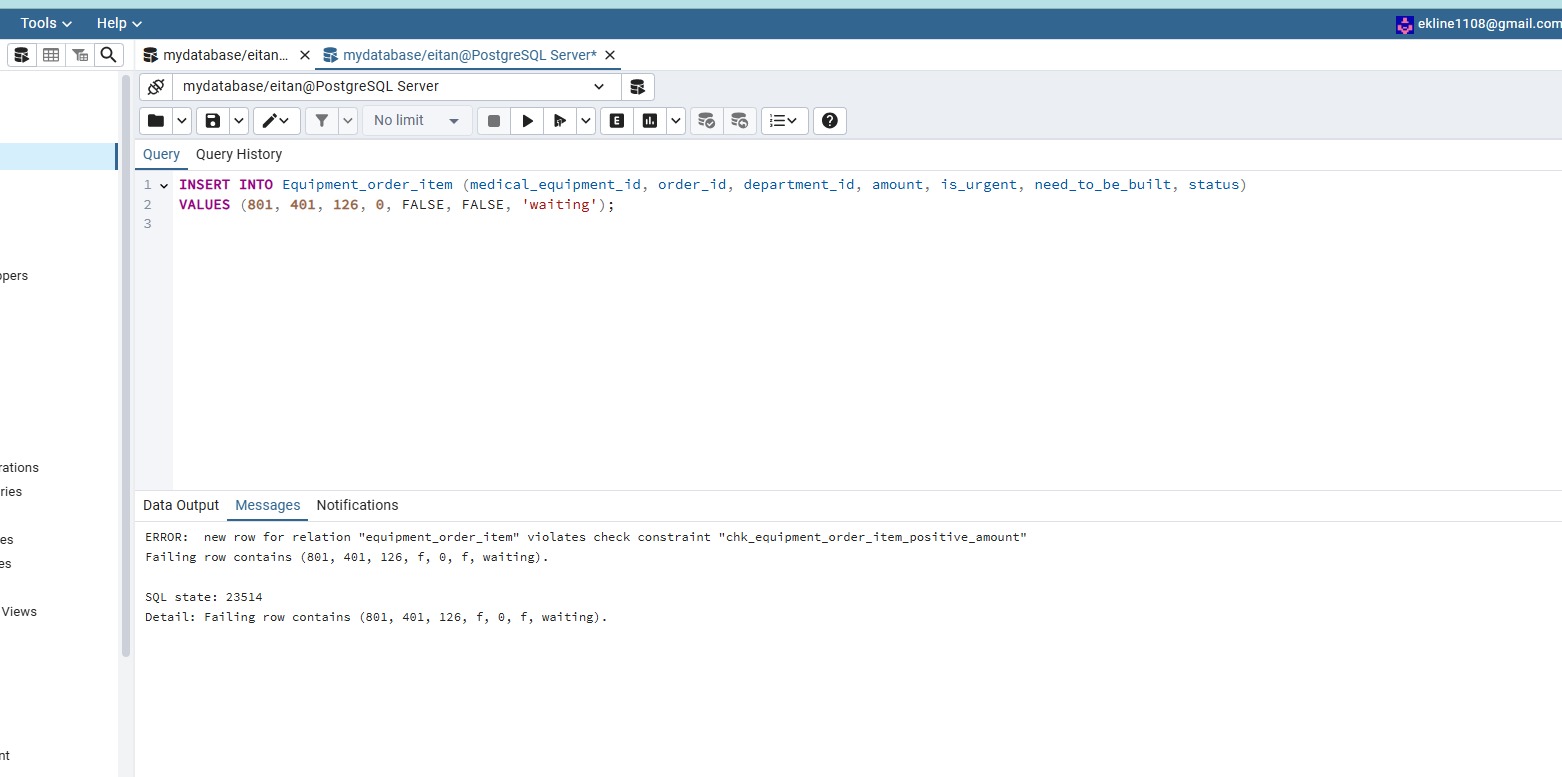 Tools Help ekline1108@gmail.com
mydatabase/eitan... mydatabase/eitan@PostgreSQL Server*
mydatabase/eitan@PostgreSQL Server
No limit E
Query Query History
1 INSERT INTO Equipment_order_item (medical_equipment_id, order_id, department_id, amount, is_urgent, need_to_be_built, status)
2 VALUES (801, 401, 126, 0, FALSE, FALSE, 'waiting');
3
ppers
rations
ries
es
es
Views
nt
Data Output Messages Notifications
ERROR: new row for relation "equipment_order_item" violates check constraint "chk_equipment_order_item_positive_amount"
Failing row contains (801, 401, 126, f, 0, f, waiting).
SQL state: 23514
Detail: Failing row contains (801, 401, 126, f, 0, f, waiting).